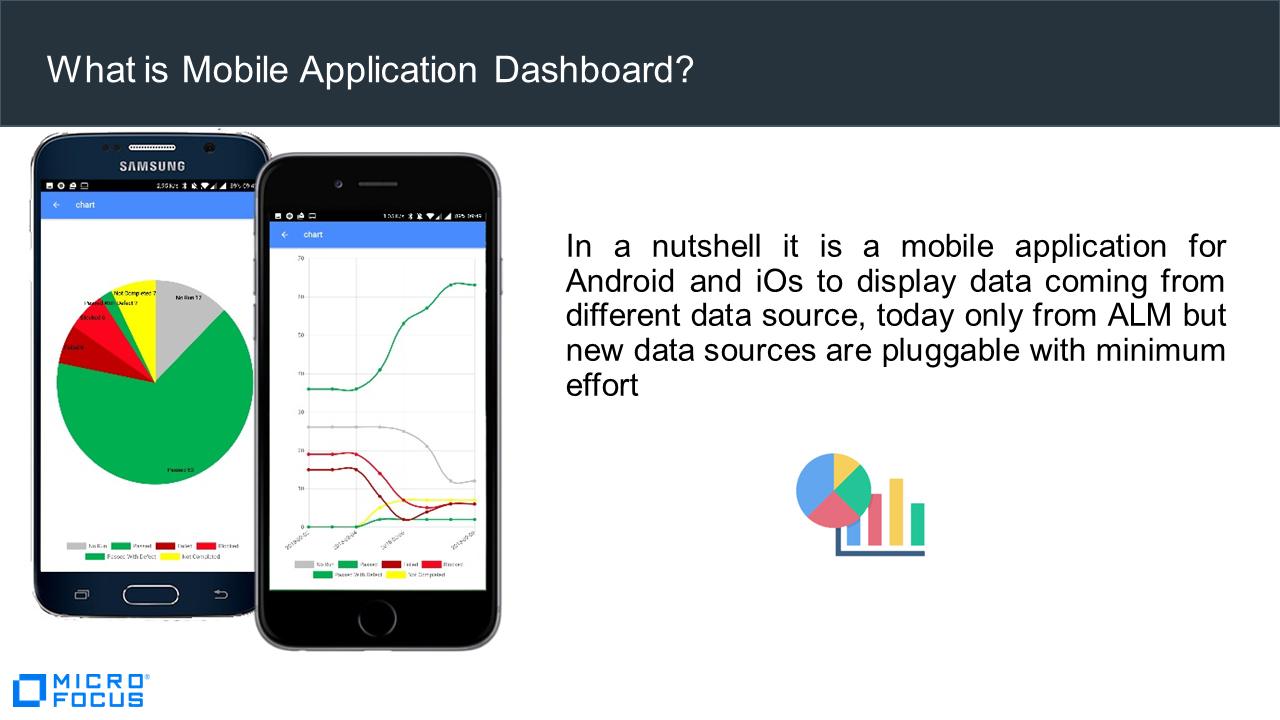 What is Mobile Application Dashboard?
SAMSUNG
chart
No Run 12
Not Completed 7
Blocked 6
Passed 63
No Run Passed Failed Blocked
Passed With Defect Not Completed
chart
70
60
50
40
30
20
10
0
No Run Passed Failed Blocked
Passed With Defect Not Completed
In a nutshell it is a mobile application for
Android and iOs to display data coming from
different data source, today only from ALM but
new data sources are pluggable with minimum
effort
MICRO®
FOCUS